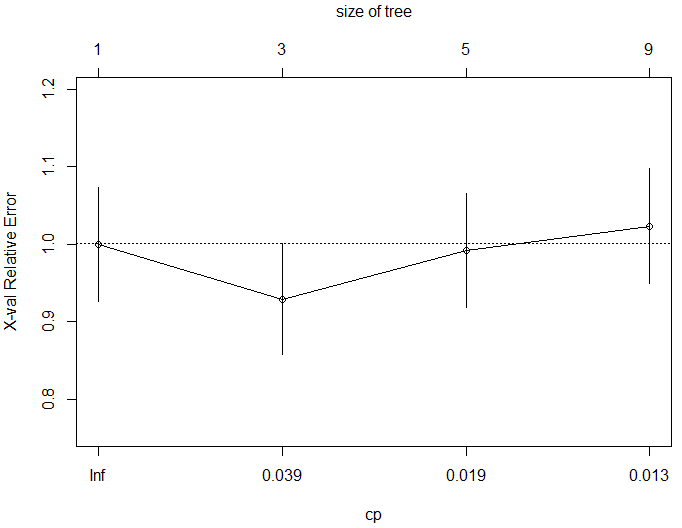 size of tree
1 3 5 9
1.2
1.1
1.0
0.9
0.8
X-val Relative Error
Inf 0.039 0.019 0.013
cp